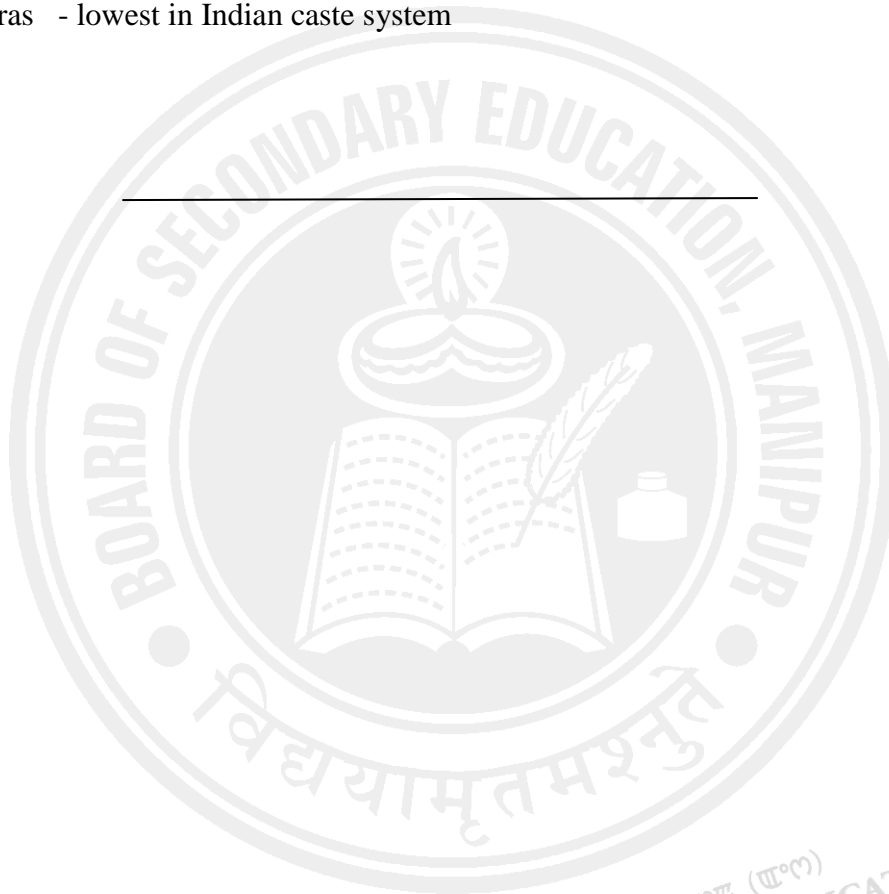 ras - lowest in Indian caste system
BOARD OF SECONDARY EDUCATION, MANIPUR
विद्ययामृतमश्नुते